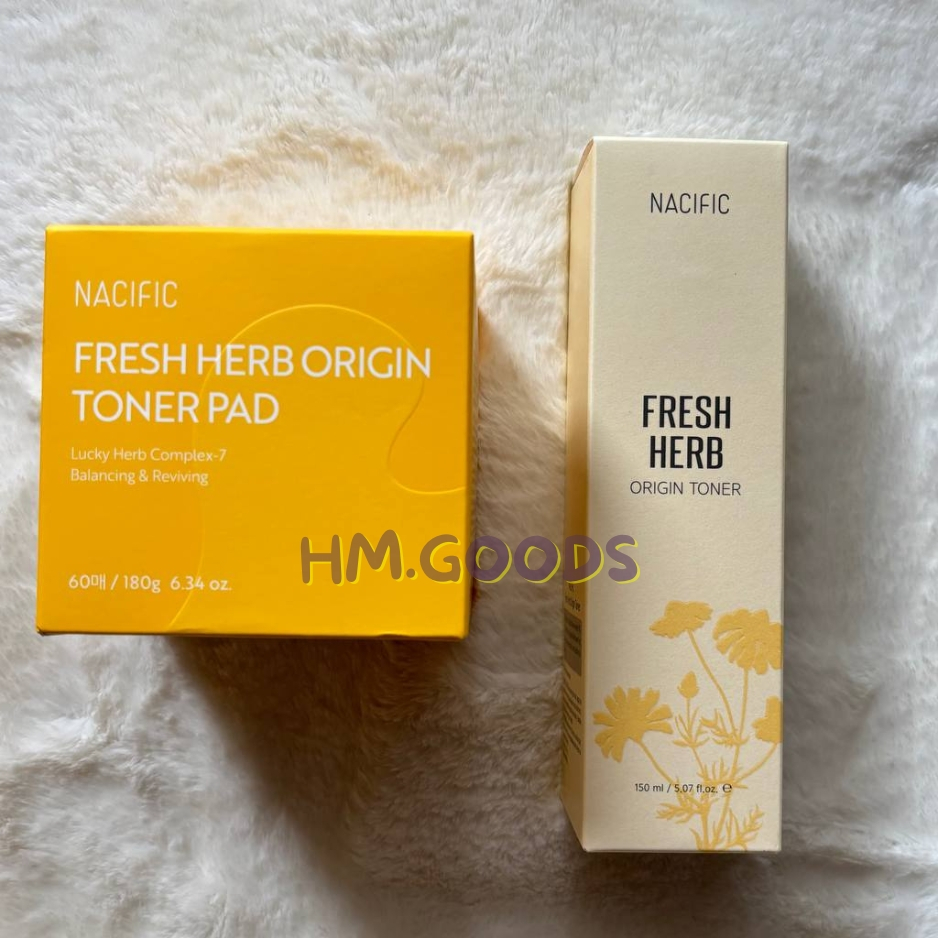 NACIFIC
FRESH HERB ORIGIN
TONER PAD
Lucky Herb Complex-7
Balancing & Reviving
60매 / 180g 6.34 oz.
HM.GOODS
NACIFIC
FRESH
HERB
ORIGIN TONER
150 ml / 5.07 fl.oz. ℮